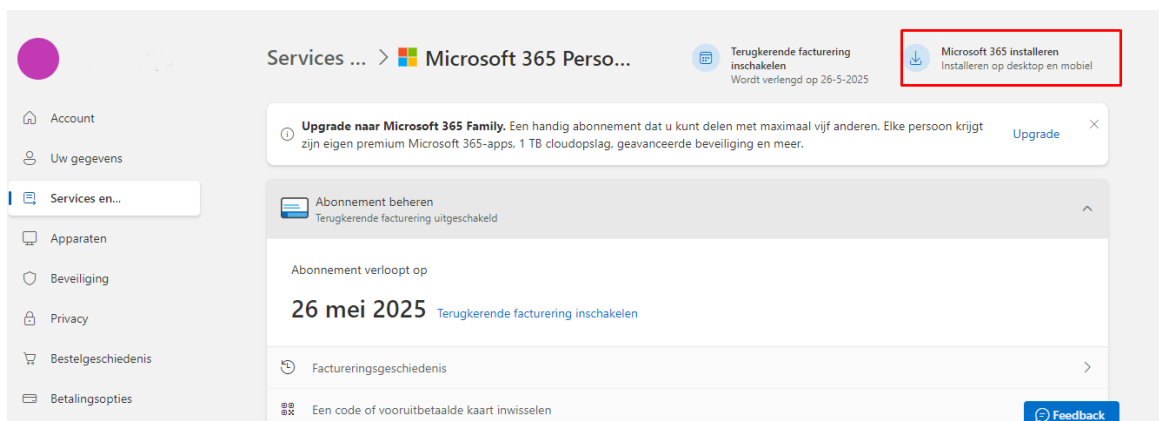 Services ... > Microsoft 365 Perso...
Terugkerende facturering
inschakelen
Wordt verlengd op 26-5-2025
Microsoft 365 installeren
Installeren op desktop en mobiel
Account
Uw gegevens
Services en...
Apparaten
Beveiliging
Privacy
Bestelgeschiedenis
Betalingsopties
Upgrade naar Microsoft 365 Family. Een handig abonnement dat u kunt delen met maximaal vijf anderen. Elke persoon krijgt
zijn eigen premium Microsoft 365-apps, 1 TB cloudopslag, geavanceerde beveiliging en meer.
Upgrade
Abonnement beheren
Terugkerende facturering uitgeschakeld
Abonnement verloopt op
26 mei 2025 Terugkerende facturering inschakelen
Factureringsgeschiedenis
Een code of vooruitbetaalde kaart inwisselen
Feedback